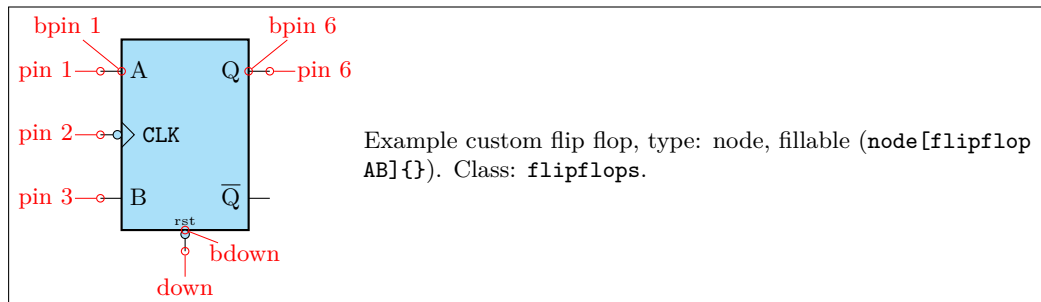 bpin 1 bpin 6
pin 1 A Q pin 6
pin 2 CLK
pin 3 B Q
rst
bdown
down
Example custom flip flop, type: node, fillable (node[flipflop
AB]{}). Class: flipflops.